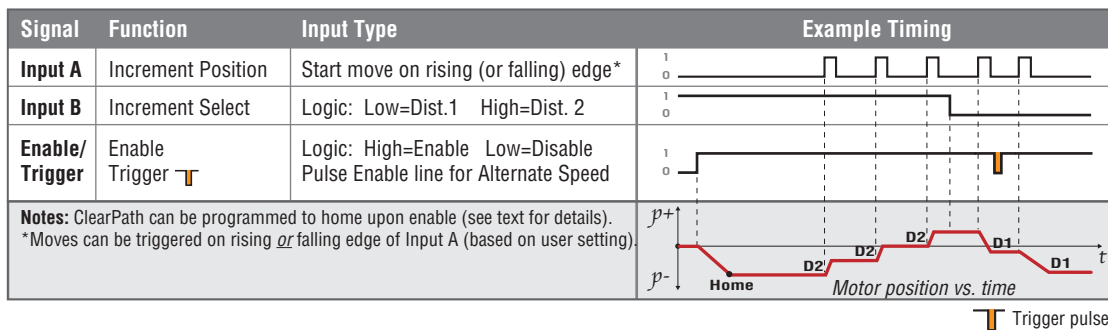 Signal Function Input Type Example Timing
Input A Increment Position Start move on rising (or falling) edge* 1
0
Input B Increment Select Logic: Low=Dist.1 High=Dist. 2 1
0
Enable/ Enable Logic: High=Enable Low=Disable 1
Trigger Trigger Pulse Enable line for Alternate Speed 0
Notes: ClearPath can be programmed to home upon enable (see text for details).
*Moves can be triggered on rising or falling edge of Input A (based on user setting).
p+
D2 D2 D2 D1 D1 t
p- Home Motor position vs. time
Trigger pulse